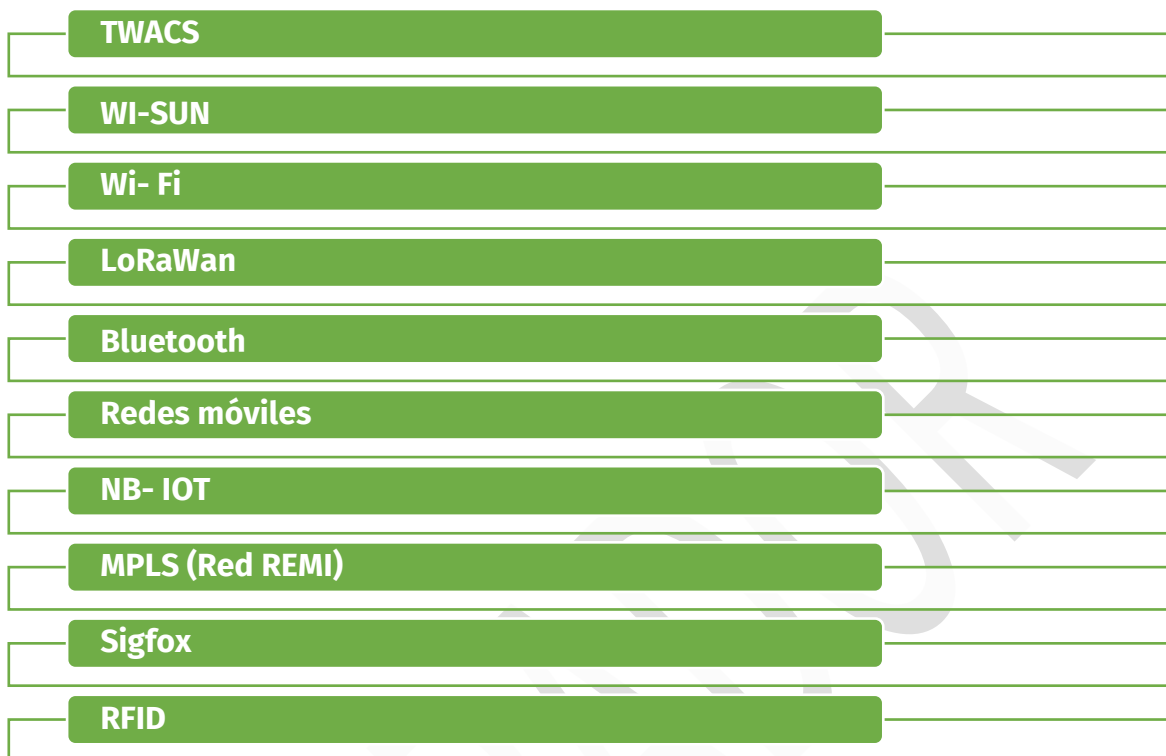 TWACS
WI-SUN
Wi- Fi
LoRaWan
Bluetooth
Redes móviles
NB- IOT
MPLS (Red REMI)
Sigfox
RFID